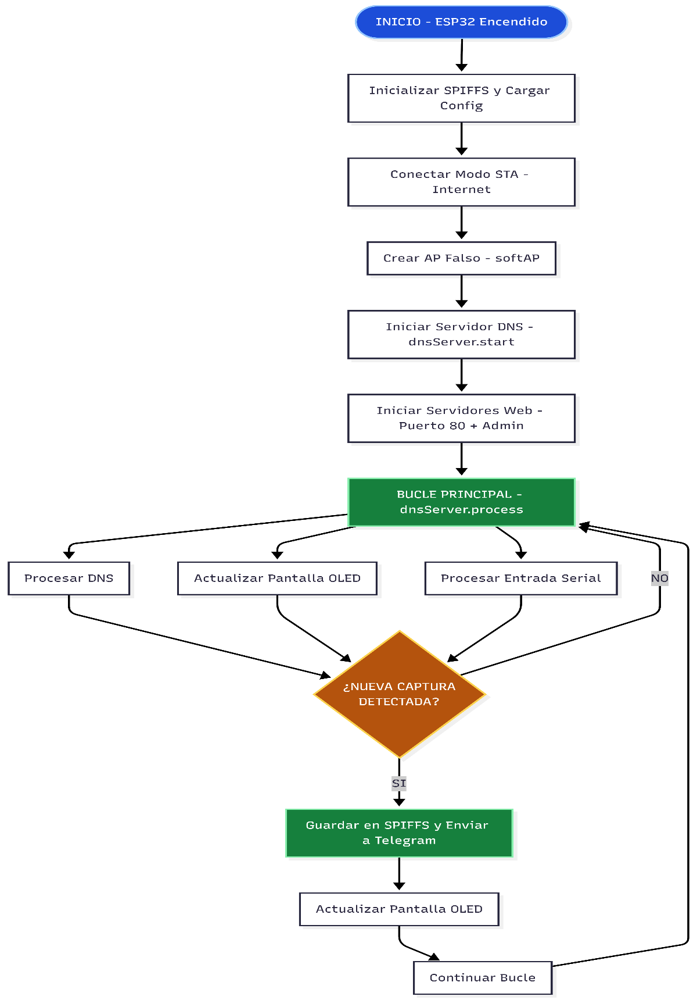 INICIO - ESP32 Encendido
Inicializar SPIFFS y Cargar
Config
Conectar Modo STA -
Internet
Crear AP Falso - softAP
Iniciar Servidor DNS -
dnsServer.start
Iniciar Servidores Web -
Puerto 80 + Admin
BUCLE PRINCIPAL -
dnsServer.process
Procesar DNS
Actualizar Pantalla OLED
Procesar Entrada Serial
NO
¿NUEVA CAPTURA
DETECTADA?
SI
Guardar en SPIFFS y Enviar
a Telegram
Actualizar Pantalla OLED
Continuar Bucle